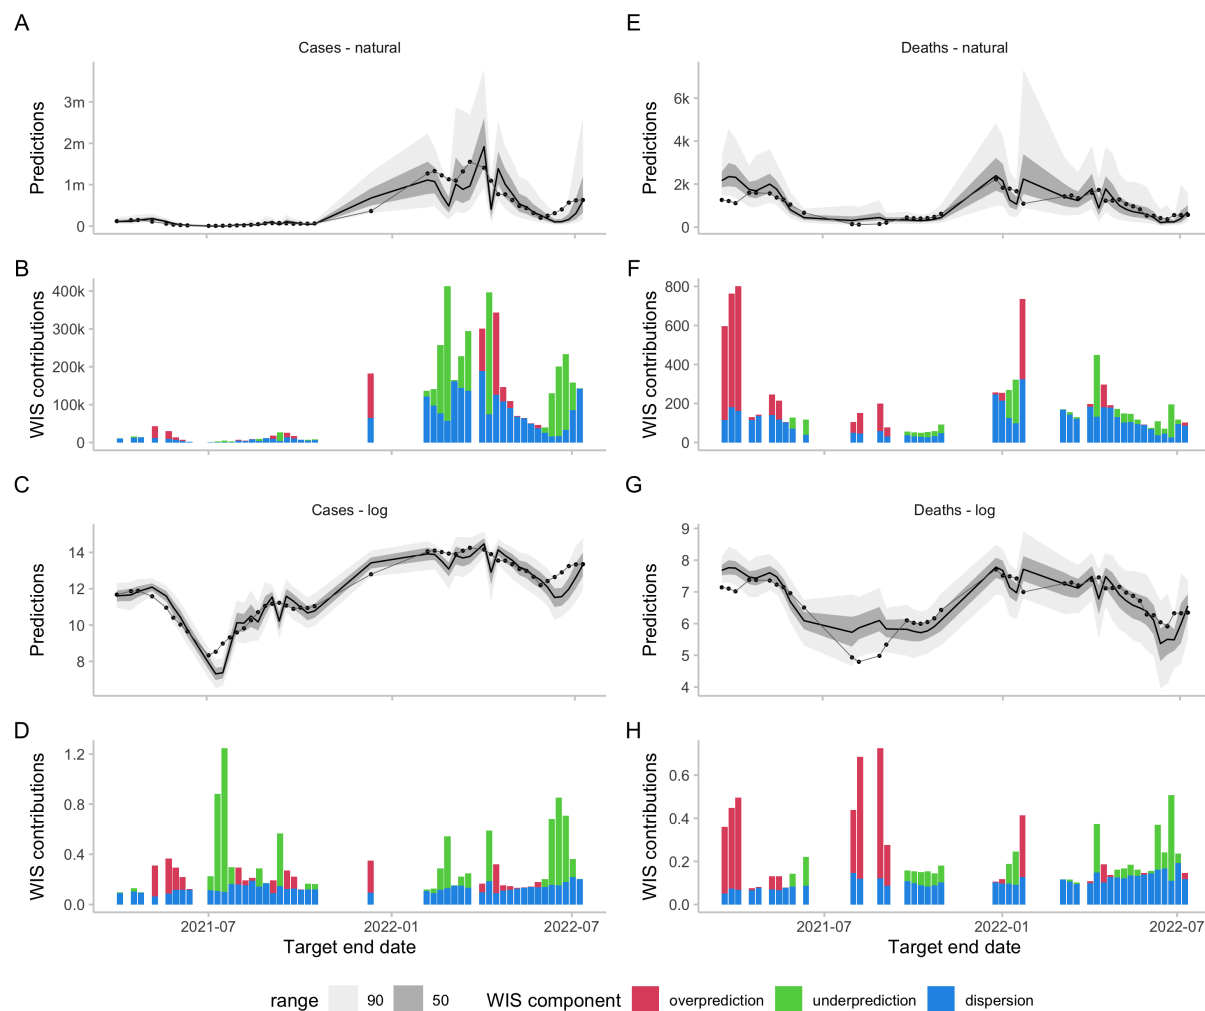 A
Cases - natural
Predictions
3m
2m
1m
0
B
WIS contributions
400k
300k
200k
100k
0
C
Cases - log
Predictions
14
12
10
8
D
WIS contributions
1.2
0.8
0.4
0.0
2021-07
2022-01
2022-07
Target end date
E
Deaths - natural
Predictions
6k
4k
2k
0
F
WIS contributions
800
600
400
200
0
G
Deaths - log
Predictions
9
8
7
6
5
4
H
WIS contributions
0.6
0.4
0.2
0.0
2021-07
2022-01
2022-07
Target end date
range 90 50 WIS component overprediction underprediction dispersion